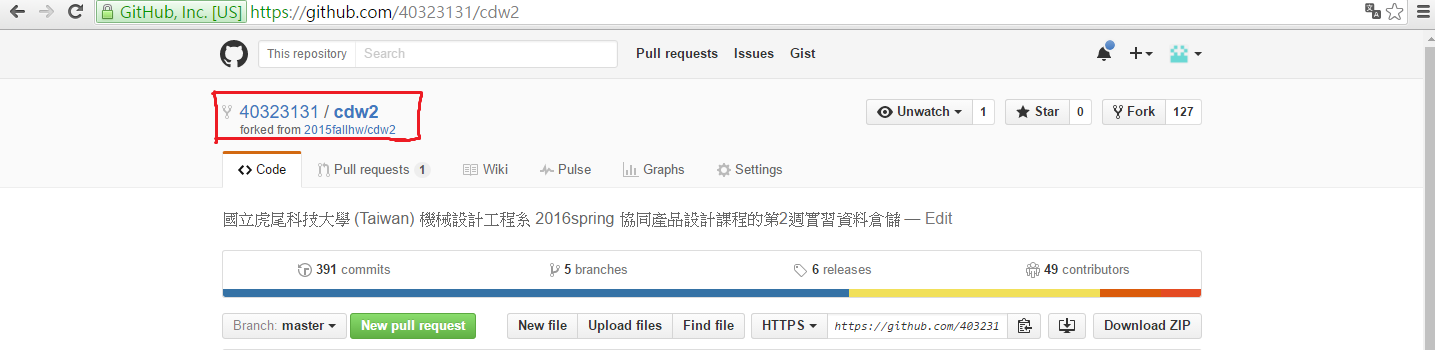 GitHub, Inc. [US] https://github.com/40323131/cdw2
This repository Search Pull requests Issues Gist
40323131 / cdw2 Unwatch 1 Star 0 Fork 127
forked from 2015fallhw/cdw2
Code Pull requests 1 Wiki Pulse Graphs Settings
國立虎尾科技大學 (Taiwan) 機械設計工程系 2016spring 協同產品設計課程的第2週實習資料倉儲 — Edit
391 commits 5 branches 6 releases 49 contributors
Branch: master New pull request New file Upload files Find file HTTPS https://github.com/403231 Download ZIP